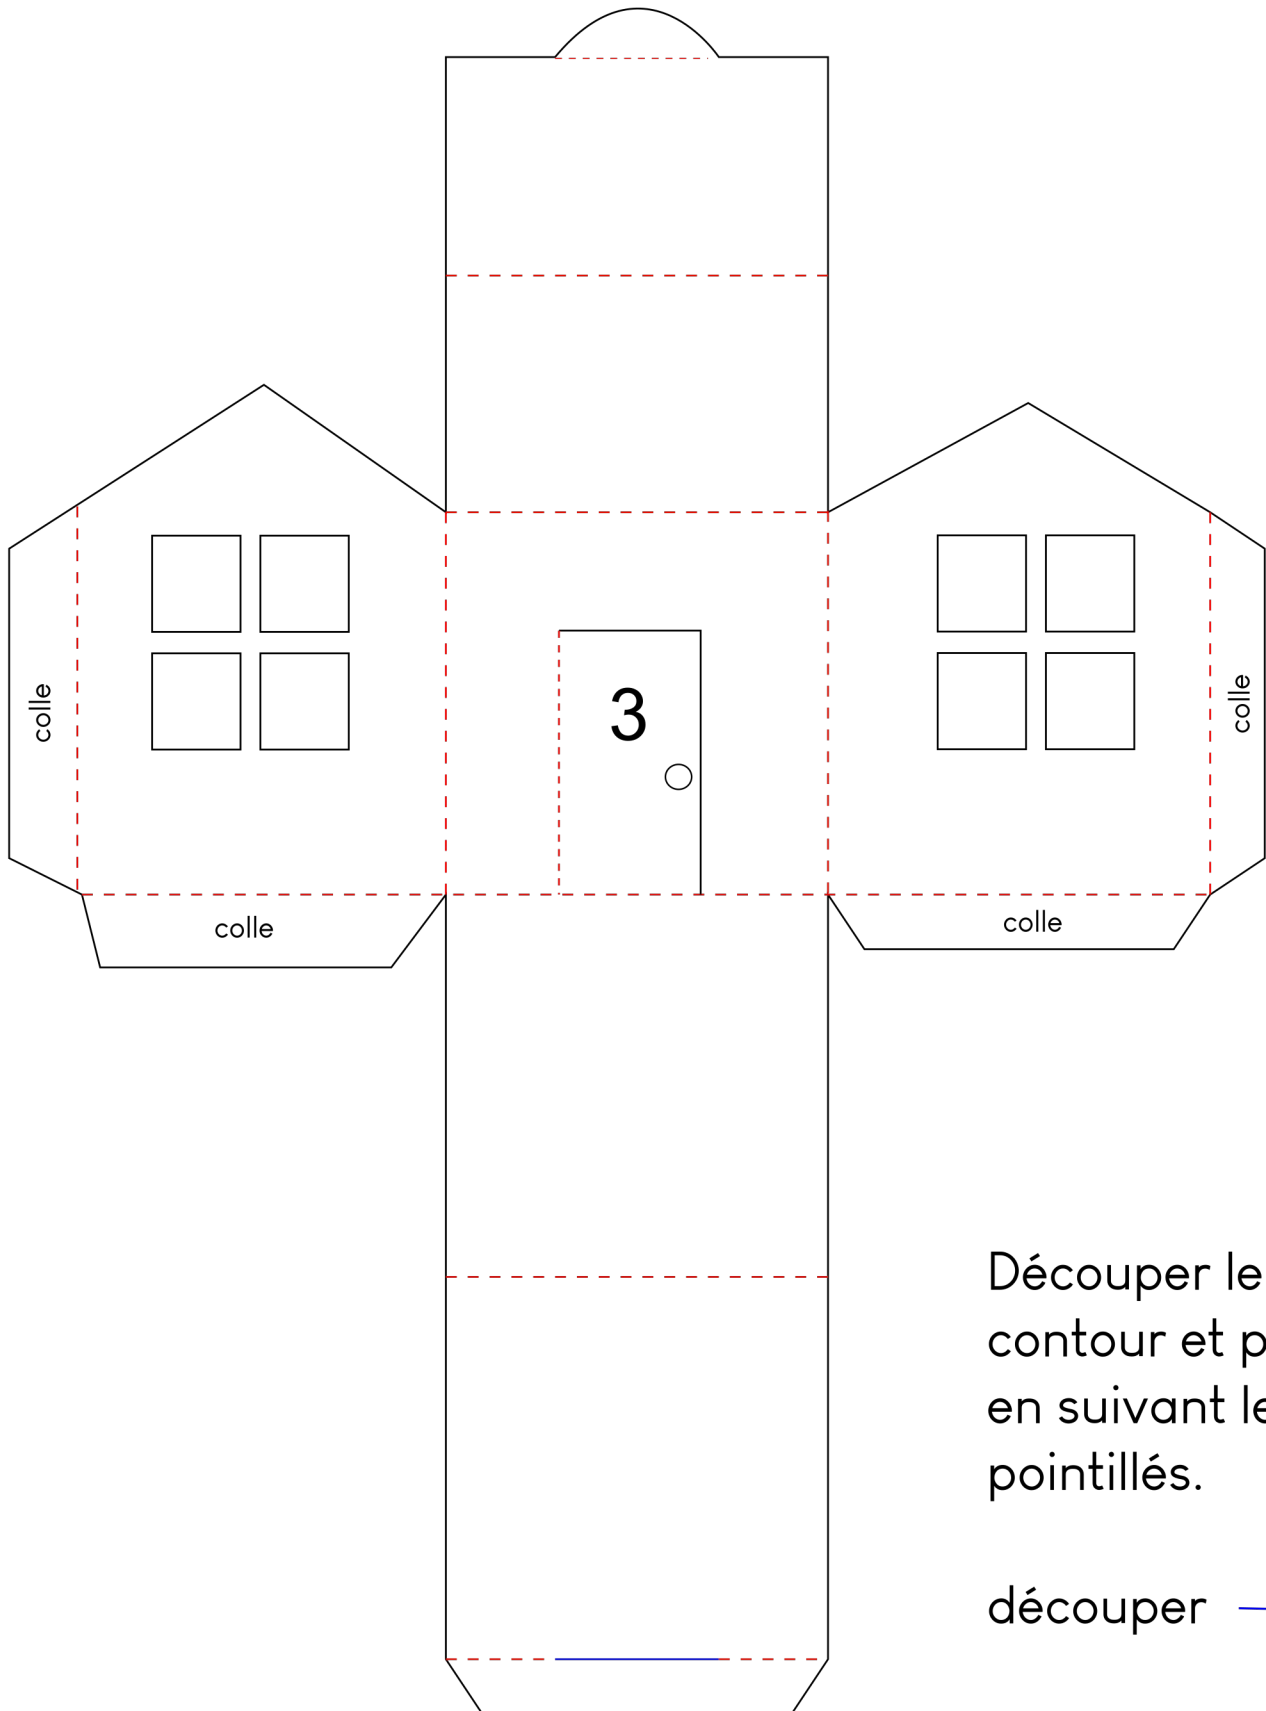 colle
3
colle
colle
colle
Découper le
contour et p
en suivant le
pointillés.
découper